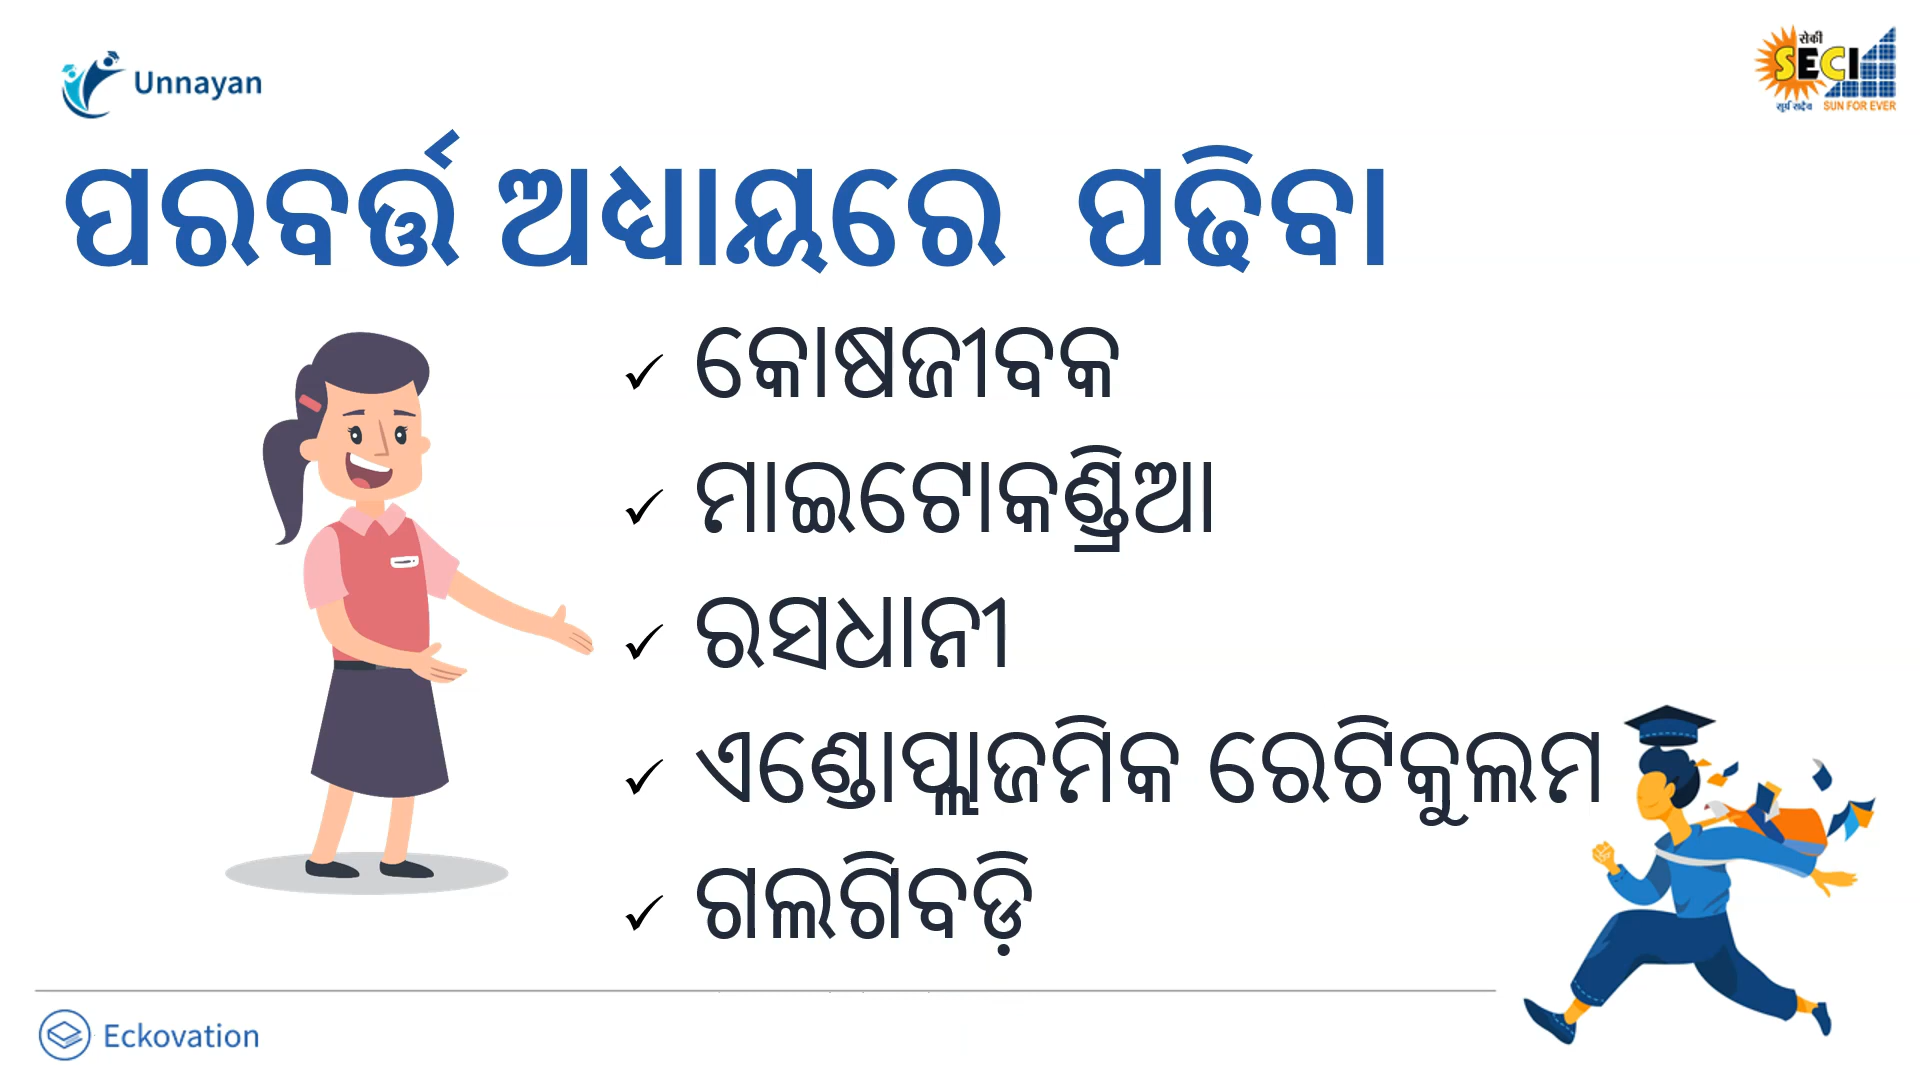 Unnayan
सेकी
SECI
सूर्य सदैव SUN FOR EVER
ପରବର୍ତ୍ତ ଅଧ୍ୟାୟରେ ପଢିବା
✓ କୋଷଜୀବକ
✓ ମାଇଟୋକଣ୍ଡ୍ରିଆ
✓ ରସଧାନୀ
✓ ଏଣ୍ଡୋପ୍ଲାଜମିକ ରେଟିକୁଲମ
✓ ଗଲଗିବଡ଼ି
Eckovation